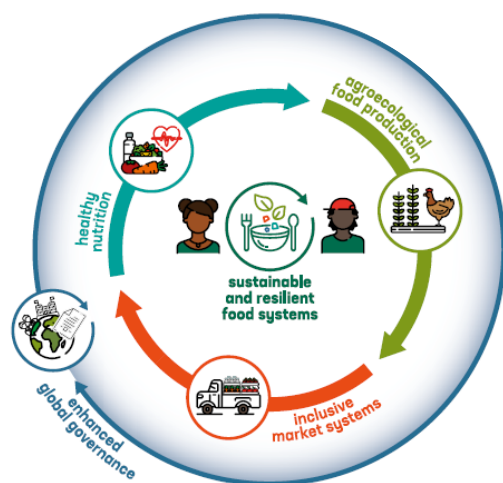 agroecological
food production
healthy
nutrition
sustainable
and resilient
food systems
inclusive
market systems
enhanced
global governance